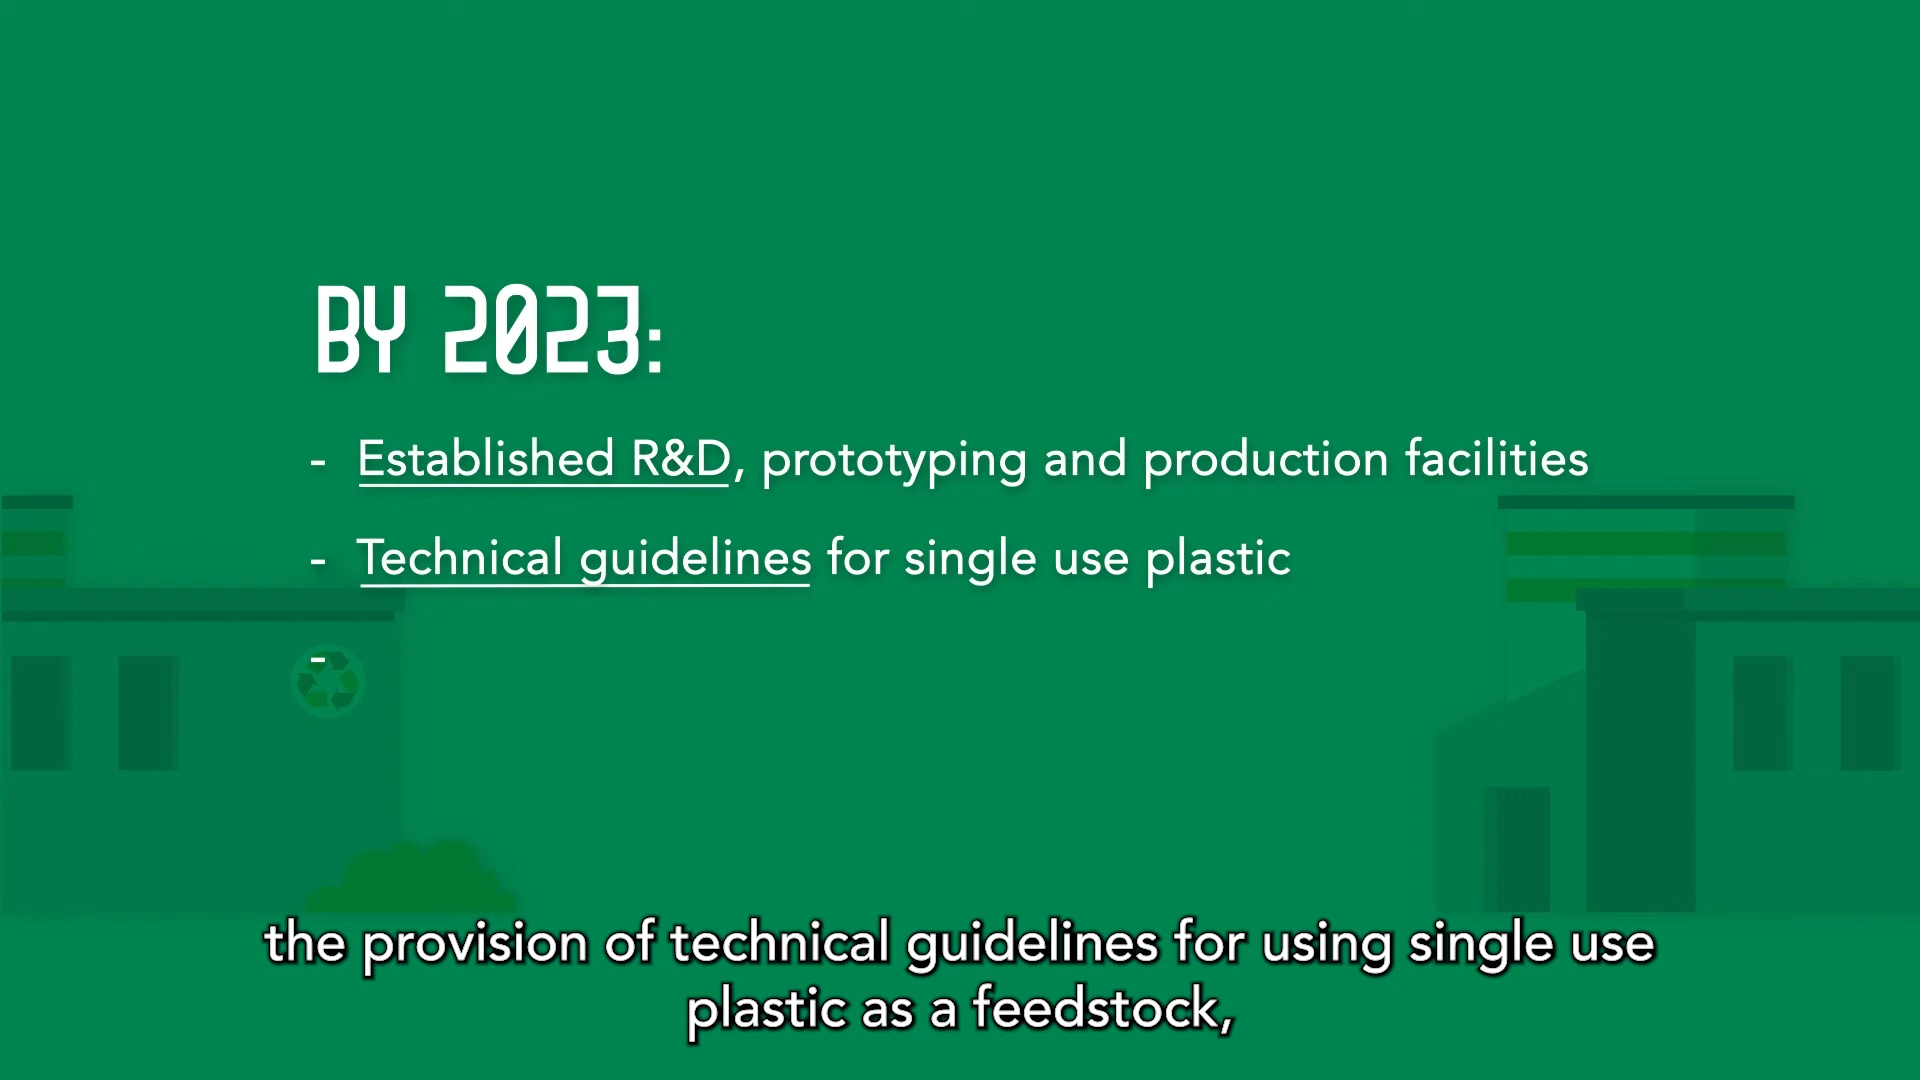 BY 2023:
- Established R&D, prototyping and production facilities
- Technical guidelines for single use plastic
-
the provision of technical guidelines for using single use
plastic as a feedstock,